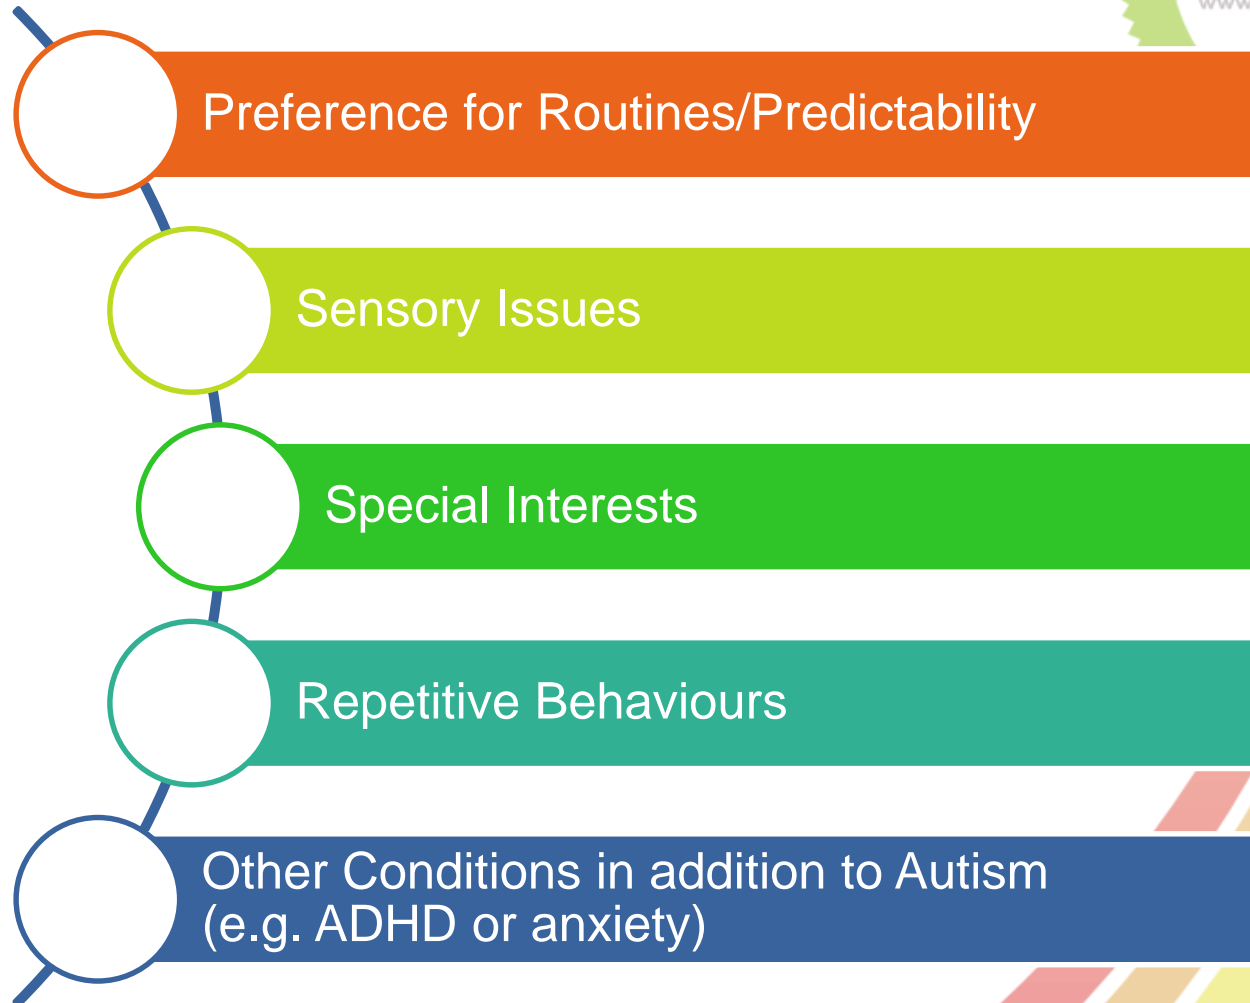 www
Preference for Routines/Predictability
Sensory Issues
Special Interests
Repetitive Behaviours
Other Conditions in addition to Autism
(e.g. ADHD or anxiety)